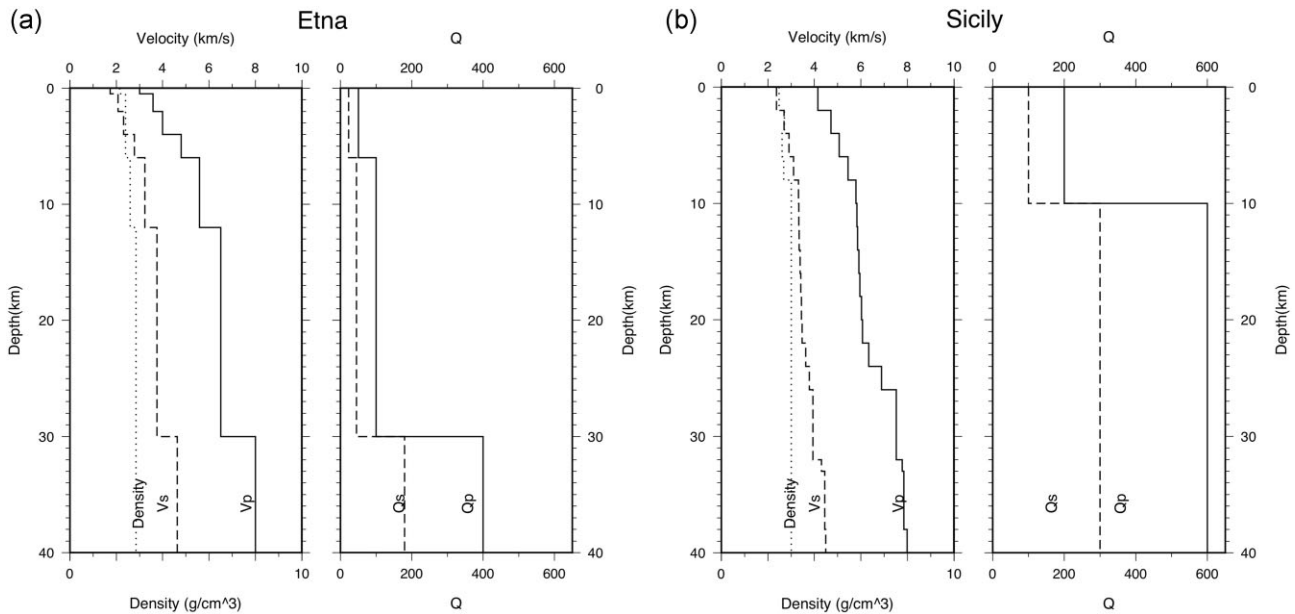 (a) Etna
Velocity (km/s) Q
0 2 4 6 8 10 0 200 400 600
0 0
10 10
20 20
30 30
40 40
Depth(km) Depth(km)
Density Vs Vp Qs Qp
0 10 0 200 400 600
Density (g/cm^3) Q
(b) Sicily
Velocity (km/s) Q
0 2 4 6 8 10 0 200 400 600
0 0
10 10
20 20
30 30
40 40
Depth(km) Depth(km)
Density Vs Vp Qs Qp
0 10 0 200 400 600
Density (g/cm^3) Q